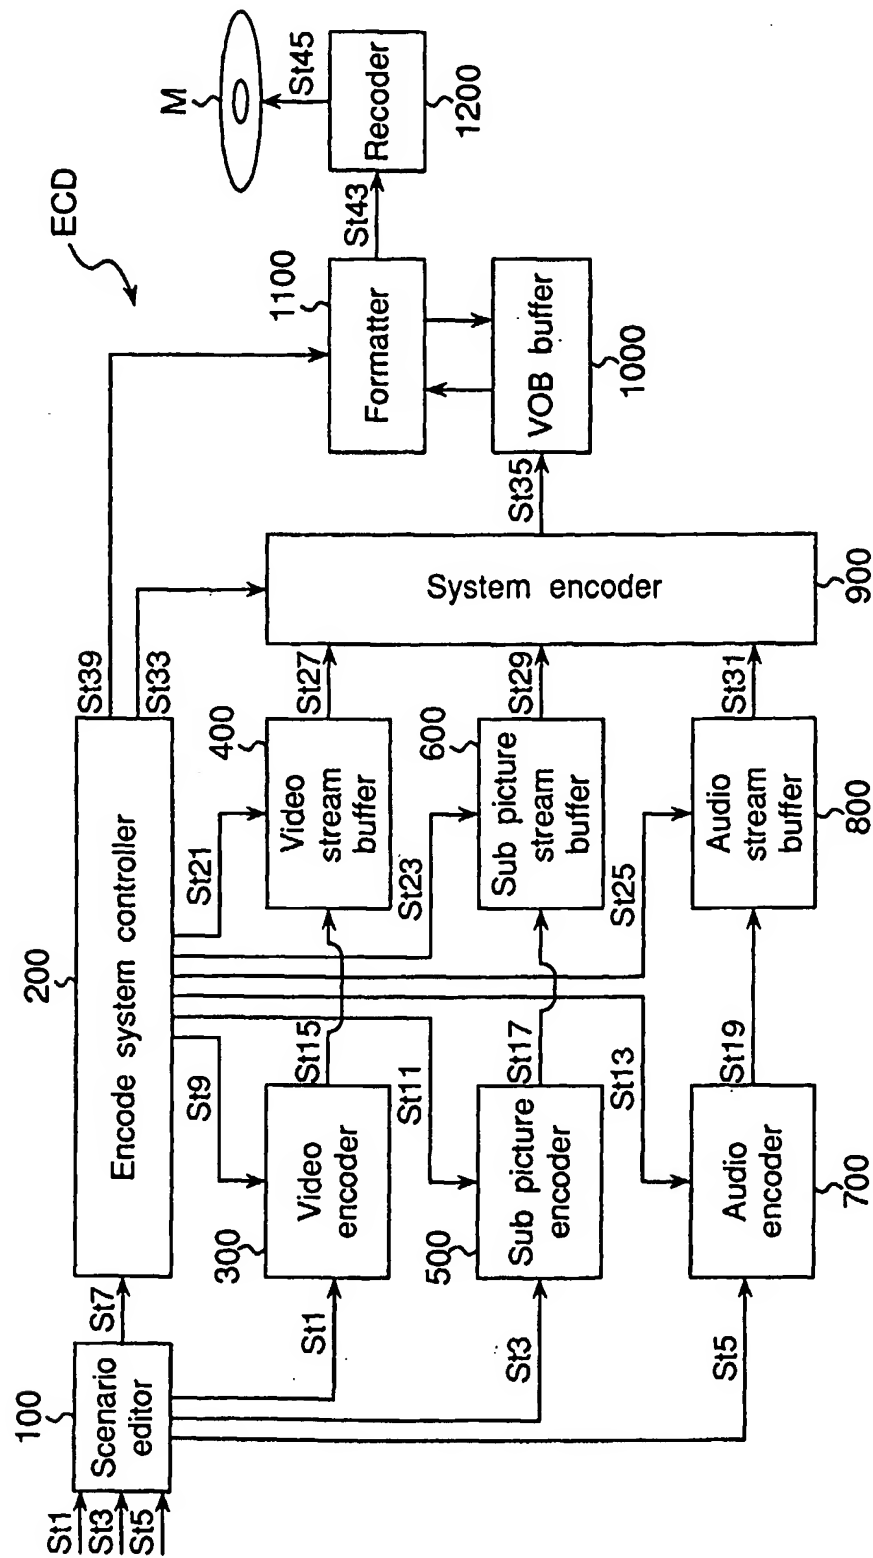 ECD
M
St45
Recoder
1200
St43
1100
Formatter
VOB buffer
1000
St35
St39
St33
System encoder
900
St27
St29
St31
200
Encode system controller
St21
400
Video
stream
buffer
St23
600
Sub picture
stream
buffer
St25
Audio
stream
buffer
800
St9
St15
St11
St17
St13
St19
300
Video
encoder
500
Sub picture
encoder
Audio
encoder
700
St7
100
Scenario
editor
St1
St3
St5
St1
St3
St5